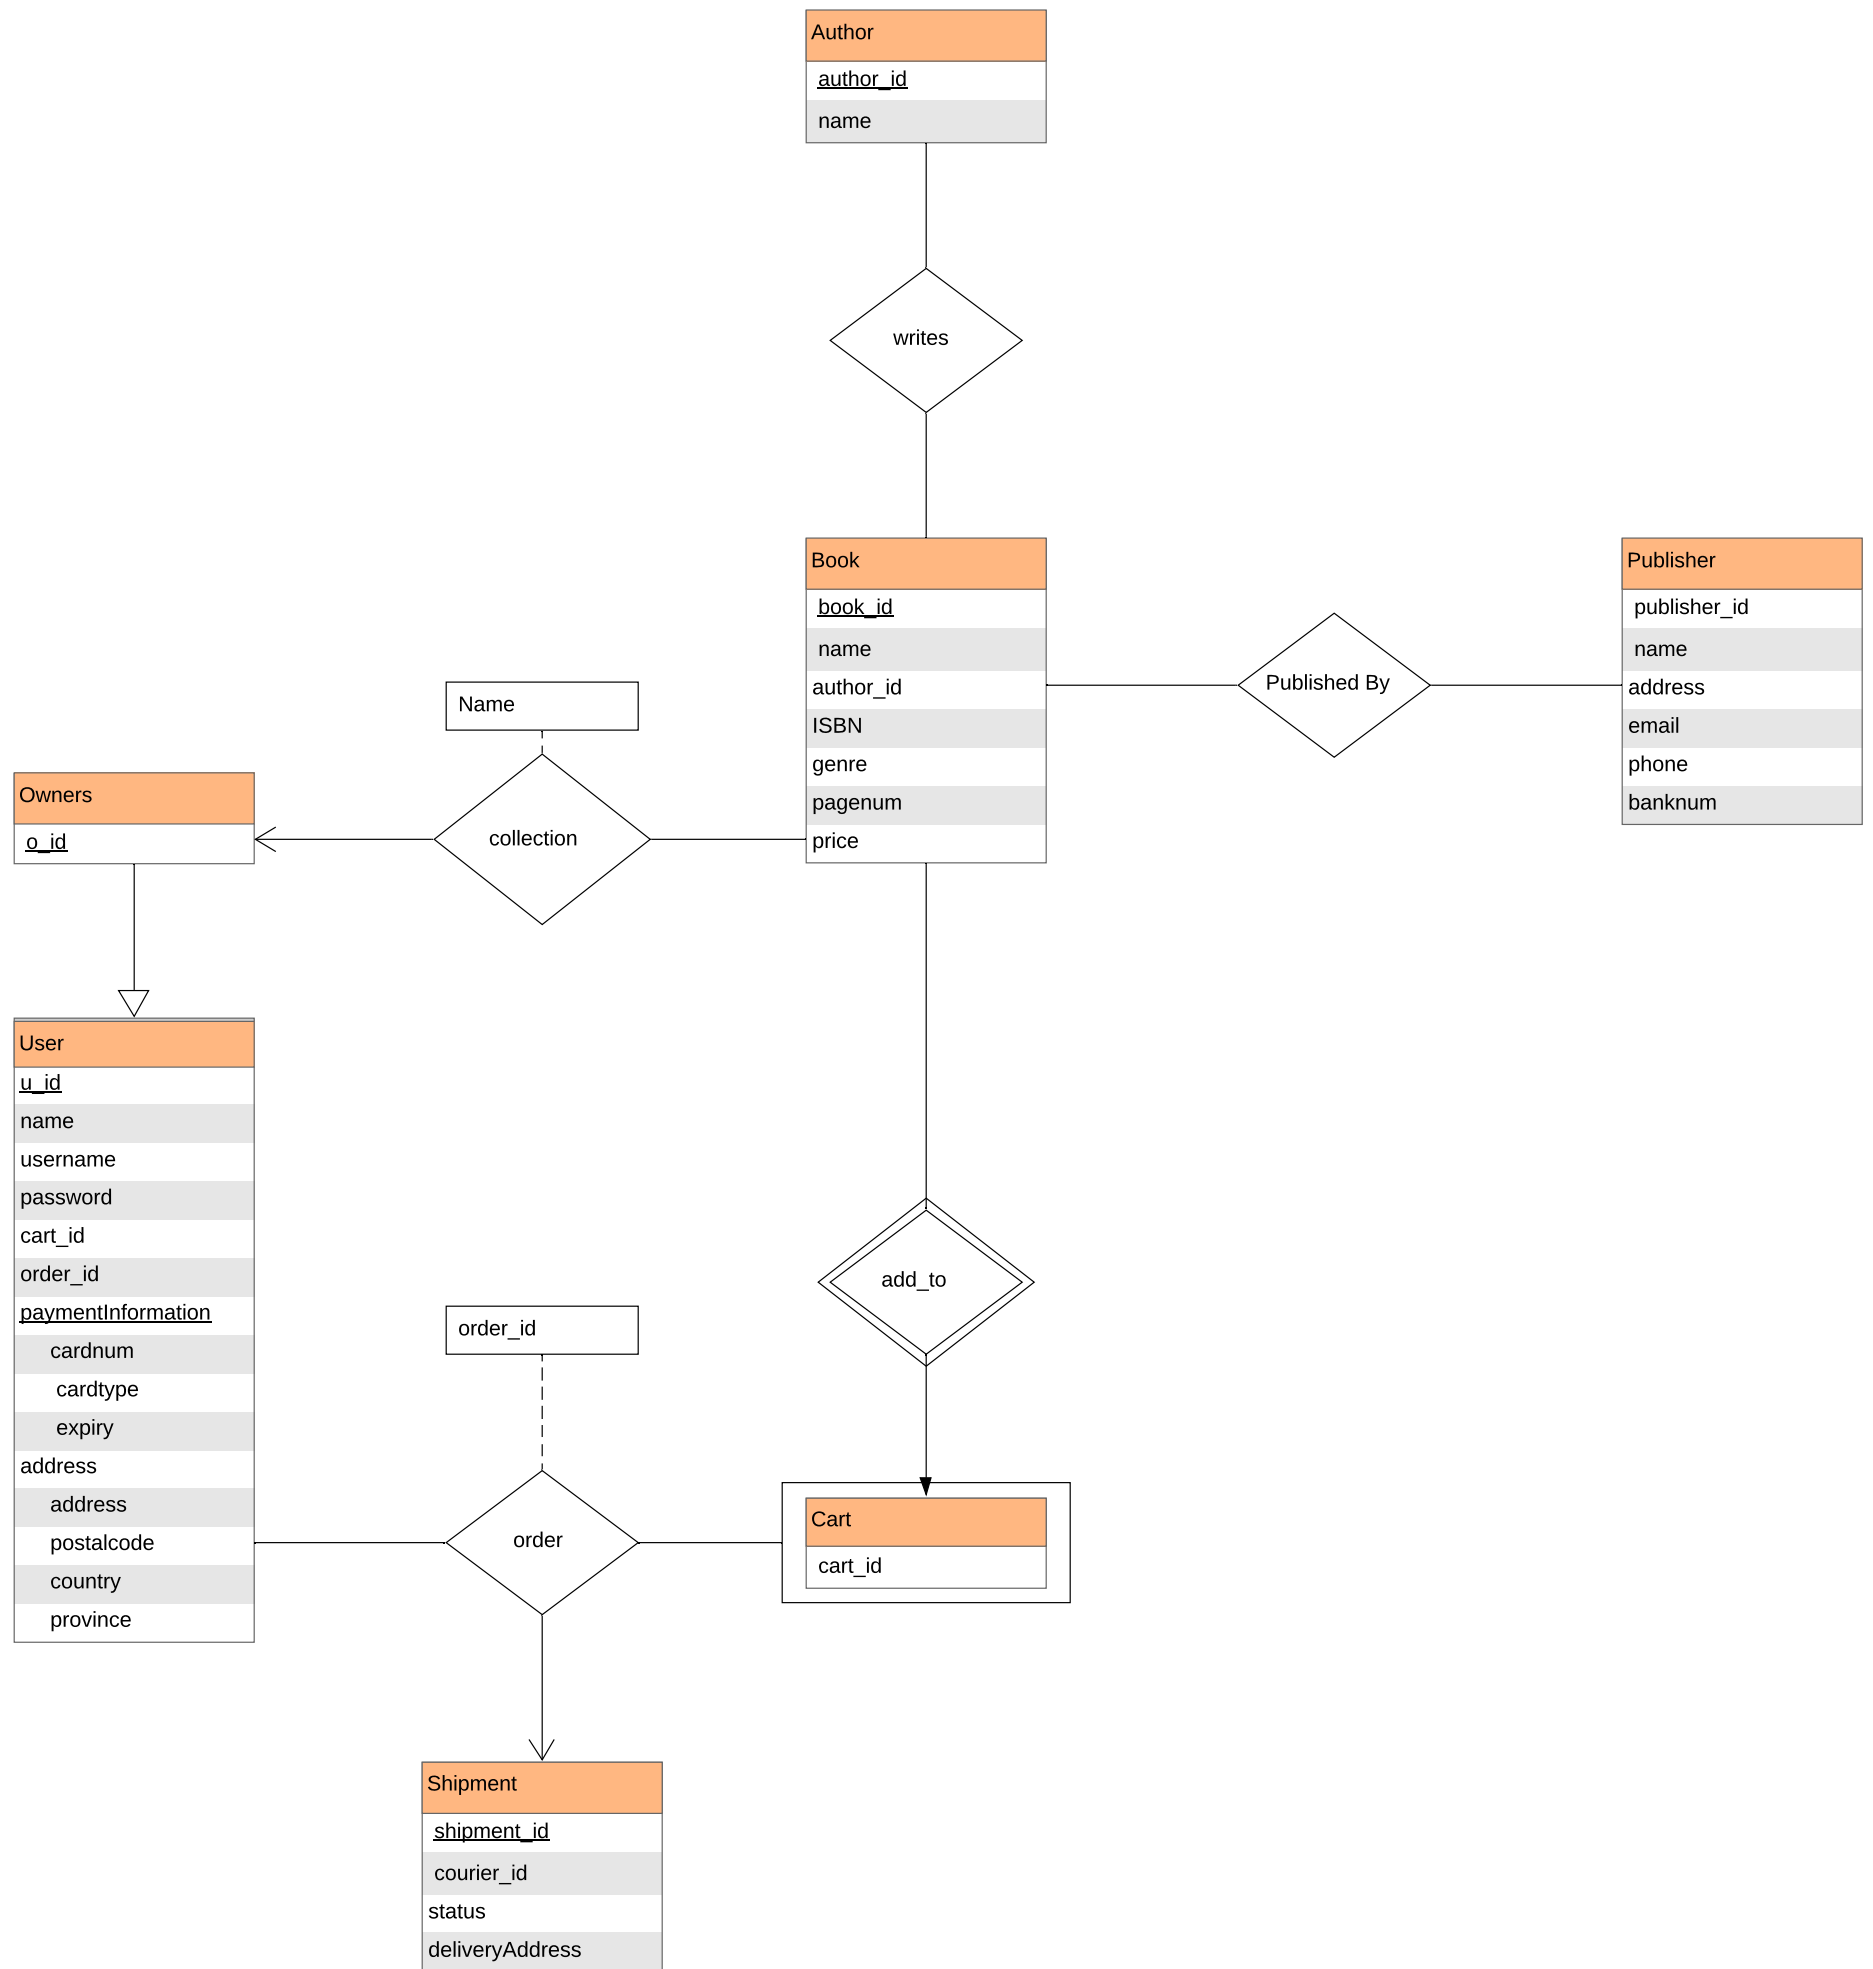 Author
author_id
name
writes
Book
book_id
name
author_id
ISBN
genre
pagenum
price
Published By
Publisher
publisher_id
name
address
email
phone
banknum
Name
collection
Owners
o_id
User
u_id
name
username
password
cart_id
order_id
paymentInformation
cardnum
cardtype
expiry
address
address
postalcode
country
province
add_to
order_id
order
Cart
cart_id
Shipment
shipment_id
courier_id
status
deliveryAddress